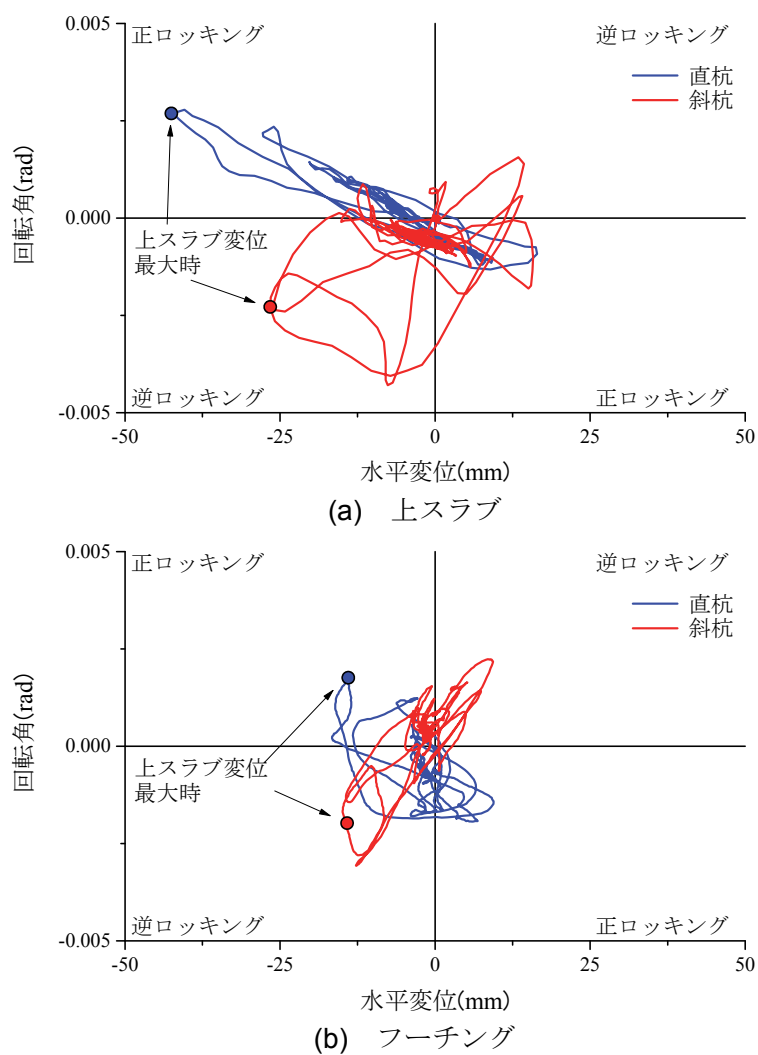 0.005
正ロッキング
逆ロッキング
直杭
斜杭
回転角(rad)
0.000
上スラブ変位
最大時
逆ロッキング
正ロッキング
-0.005
-50
-25
0
25
50
水平変位(mm)
(a) 上スラブ
0.005
正ロッキング
逆ロッキング
直杭
斜杭
回転角(rad)
0.000
上スラブ変位
最大時
逆ロッキング
正ロッキング
-0.005
-50
-25
0
25
50
水平変位(mm)
(b) フーチング